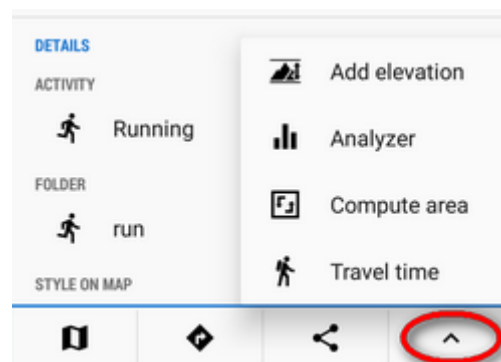 DETAILS
ACTIVITY
Running
FOLDER
run
STYLE ON MAP
Add elevation
Analyzer
Compute area
Travel time